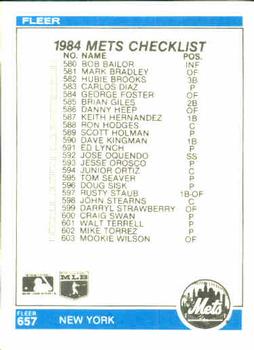 FLEER
1984 METS CHECKLIST
NO. NAME POS.
580 BOB BAILOR INF
581 MARK BRADLEY OF
582 HUBIE BROOKS 3B
583 CARLOS DIAZ P
584 GEORGE FOSTER OF
585 BRIAN GILES 2B
586 DANNY HEEP OF
587 KEITH HERNANDEZ 1B
588 RON HODGES C
589 SCOTT HOLMAN P
590 DAVE KINGMAN 1B
591 ED LYNCH P
592 JOSE OQUENDO SS
593 JESSE OROSCO P
594 JUNIOR ORTIZ C
595 TOM SEAVER P
596 DOUG SISK P
597 RUSTY STAUB 1B-OF
598 JOHN STEARNS C
599 DARRYL STRAWBERRY OF
600 CRAIG SWAN P
601 WALT TERRELL P
602 MIKE TORREZ P
603 MOOKIE WILSON OF
MLB
Mets
FLEER
657 NEW YORK